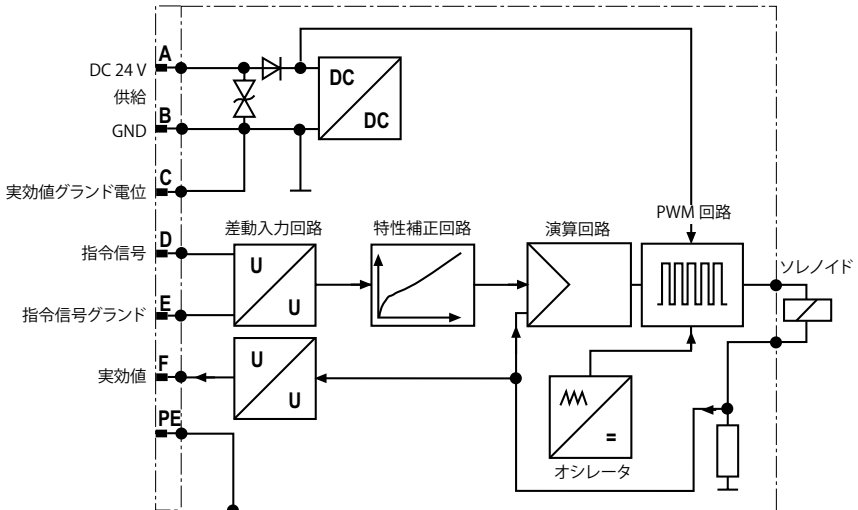 A
DC 24 V
供給
B
GND
C
実効値グランド電位
DC
DC
PWM 回路
差動入力回路
特性補正回路
演算回路
D
指令信号
U
U
ソレノイド
E
指令信号グランド
F
実効値
U
U
PE
=
オシレータ